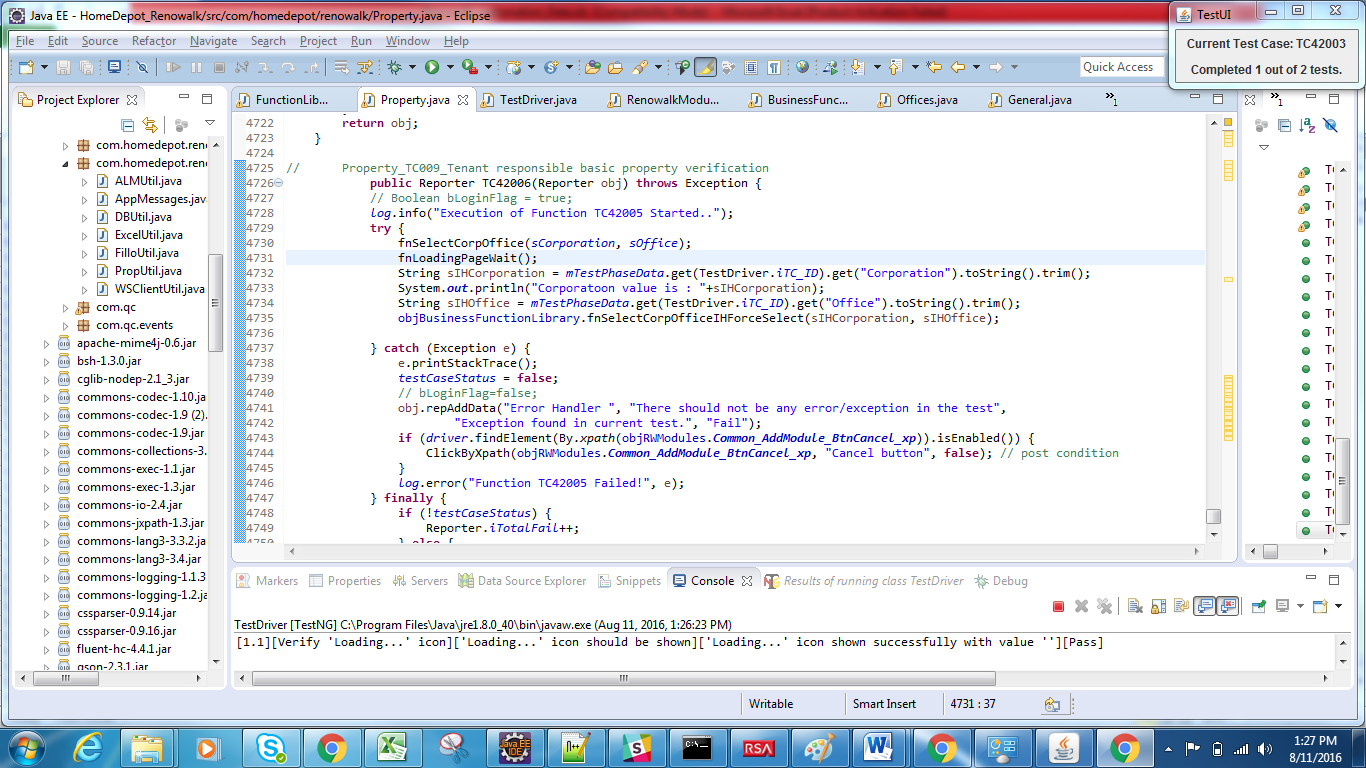 Java EE - HomeDepot_Renowalk/src/com/homedepot/renowalk/Property.java - Eclipse
TestUI
Current Test Case: TC42003
Completed 1 out of 2 tests.
File Edit Source Refactor Navigate Search Project Run Window Help
Quick Access
Project Explorer
FunctionLib... Property.java TestDriver.java RenowalkModu... BusinessFunc... Offices.java General.java »1
»1
com.homedepot.reno
com.homedepot.reno
ALMUtil.java
AppMessages.java
DBUtil.java
ExcelUtil.java
FilloUtil.java
PropUtil.java
WSClientUtil.java
com.qc
com.qc.events
apache-mime4j-0.6.jar
bsh-1.3.0.jar
cglib-nodep-2.1_3.jar
commons-codec-1.10.jar
commons-codec-1.9 (2).
commons-codec-1.9.jar
commons-collections-3.
commons-exec-1.1.jar
commons-exec-1.3.jar
commons-io-2.4.jar
commons-jxpath-1.3.jar
commons-lang3-3.3.2.ja
commons-lang3-3.4.jar
commons-logging-1.1.3
commons-logging-1.2.ja
cssparser-0.9.14.jar
cssparser-0.9.16.jar
fluent-hc-4.4.1.jar
gson-2.3.1.jar
4722 return obj;
4723 }
4724
4725 // Property_TC009_Tenant responsible basic property verification
4726 public Reporter TC42006(Reporter obj) throws Exception {
4727 // Boolean bLoginFlag = true;
4728 log.info("Execution of Function TC42005 Started..");
4729 try {
4730 fnSelectCorpOffice(sCorporation, sOffice);
4731 fnLoadingPageWait();
4732 String sIHCorporation = mTestPhaseData.get(TestDriver.iTC_ID).get("Corporation").toString().trim();
4733 System.out.println("Corporatoon value is : "+sIHCorporation);
4734 String sIHOffice = mTestPhaseData.get(TestDriver.iTC_ID).get("Office").toString().trim();
4735 objBusinessFunctionLibrary.fnSelectCorpOfficeIHForceSelect(sIHCorporation, sIHOffice);
4736
4737 } catch (Exception e) {
4738 e.printStackTrace();
4739 testCaseStatus = false;
4740 // bLoginFlag=false;
4741 obj.repAddData("Error Handler ", "There should not be any error/exception in the test",
4742 "Exception found in current test.", "Fail");
4743 if (driver.findElement(By.xpath(objRWModules.Common_AddModule_BtnCancel_xp)).isEnabled()) {
4744 ClickByXpath(objRWModules.Common_AddModule_BtnCancel_xp, "Cancel button", false); // post condition
4745 }
4746 log.error("Function TC42005 Failed!", e);
4747 } finally {
4748 if (!testCaseStatus) {
4749 Reporter.iTotalFail++;
4750 } else {
Markers Properties Servers Data Source Explorer Snippets Console Results of running class TestDriver Debug
TestDriver [TestNG] C:\Program Files\Java\jre1.8.0_40\bin\javaw.exe (Aug 11, 2016, 1:26:23 PM)
[1.1][Verify 'Loading...' icon]['Loading...' icon should be shown]['Loading...' icon shown successfully with value ''][Pass]
Writable Smart Insert 4731 : 37
1:27 PM
8/11/2016